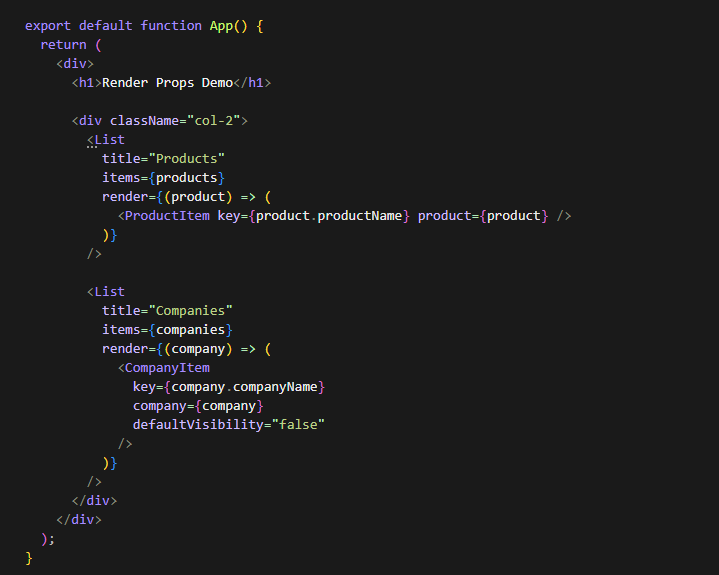 export default function App() {
  return (
    <div>
      <h1>Render Props Demo</h1>

      <div className="col-2">
        <List
          title="Products"
          items={products}
          render={(product) => (
            <ProductItem key={product.productName} product={product} />
          )}
        />

        <List
          title="Companies"
          items={companies}
          render={(company) => (
            <CompanyItem
              key={company.companyName}
              company={company}
              defaultVisibility="false"
            />
          )}
        />
      </div>
    </div>
  );
}